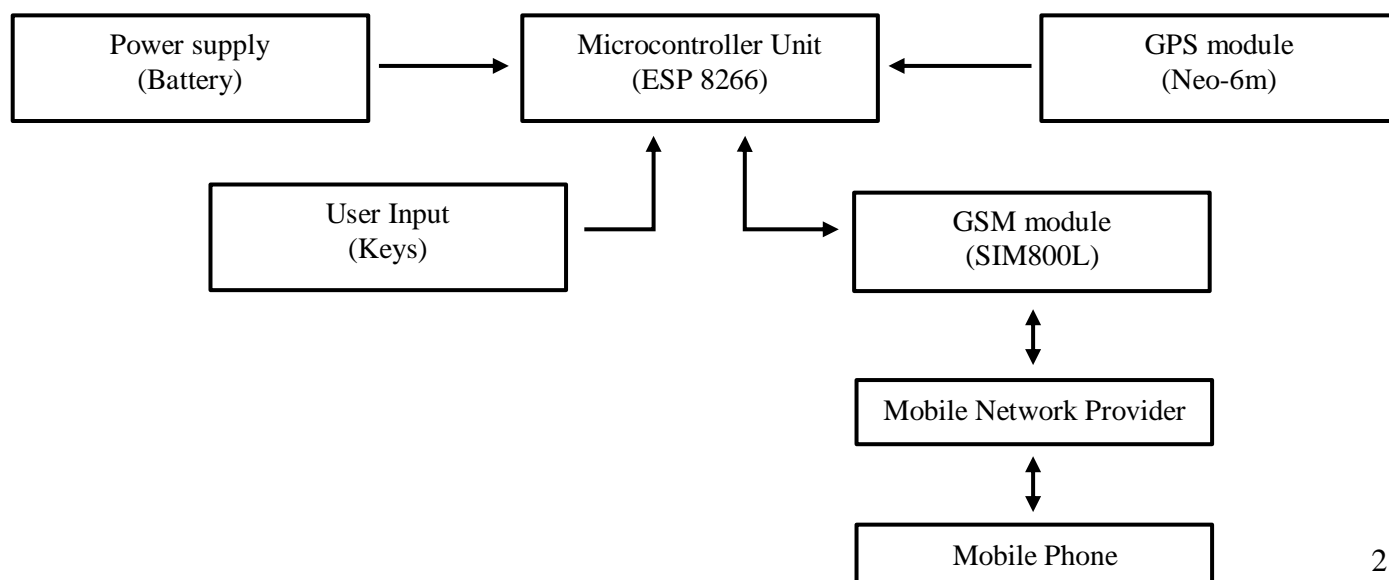 Power supply
(Battery)
Microcontroller Unit
(ESP 8266)
GPS module
(Neo-6m)
User Input
(Keys)
GSM module
(SIM800L)
Mobile Network Provider
Mobile Phone
2